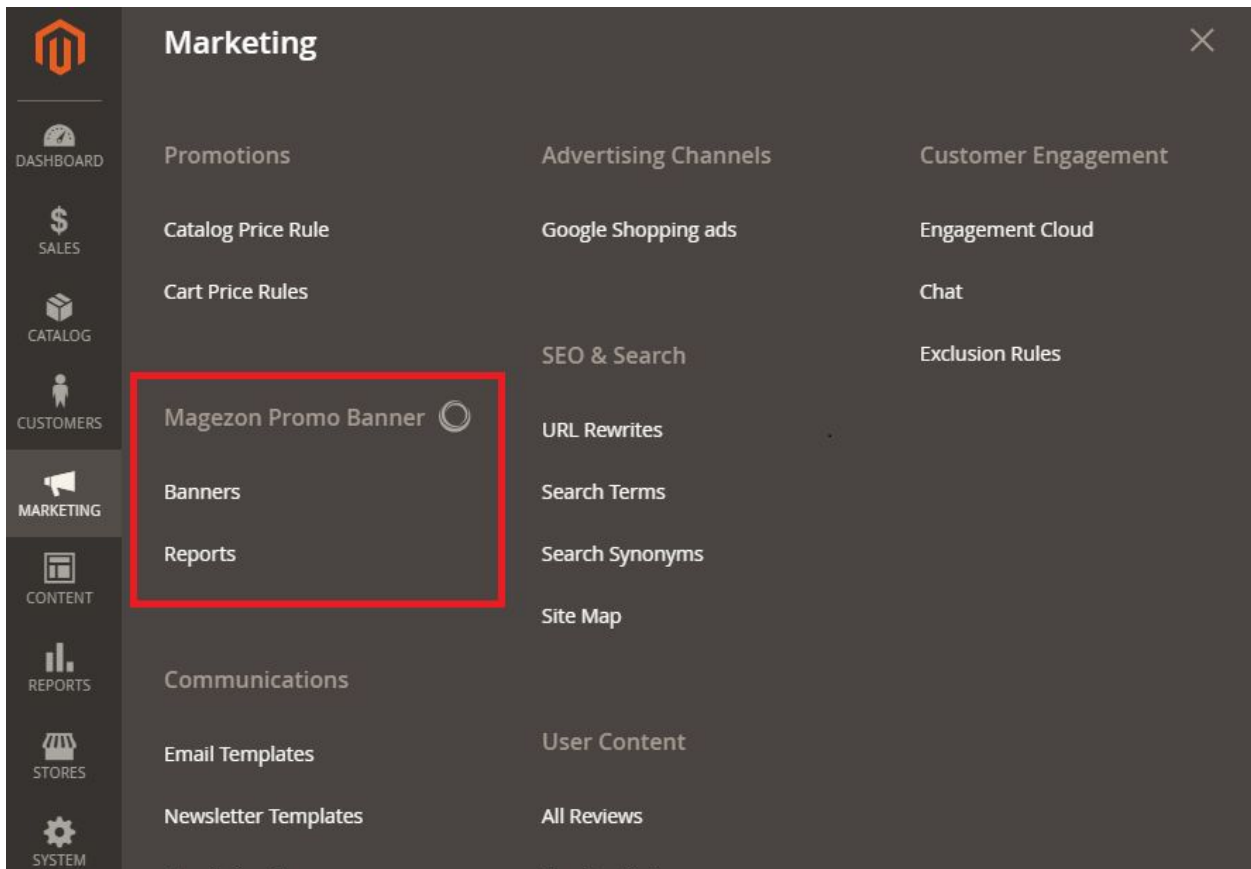 Marketing
DASHBOARD
SALES
CATALOG
CUSTOMERS
MARKETING
CONTENT
REPORTS
STORES
SYSTEM
Promotions
Catalog Price Rule
Cart Price Rules
Magezon Promo Banner
Banners
Reports
Communications
Email Templates
Newsletter Templates
Advertising Channels
Google Shopping ads
SEO & Search
URL Rewrites
Search Terms
Search Synonyms
Site Map
User Content
All Reviews
Customer Engagement
Engagement Cloud
Chat
Exclusion Rules